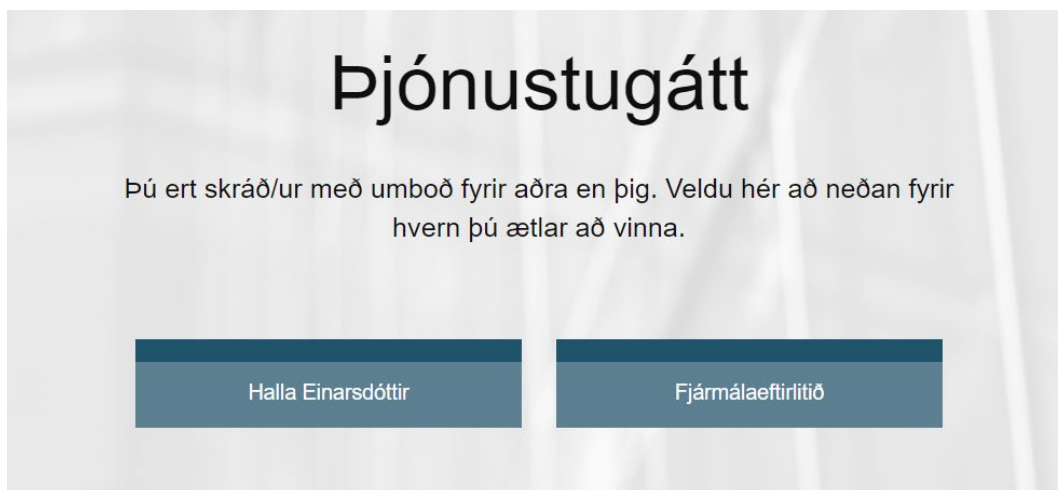 Þjónustugátt
Þú ert skráð/ur með umboð fyrir aðra en þig. Veldu hér að neðan fyrir
hvern þú ætlar að vinna.
Halla Einarsdóttir
Fjármálaeftirlitið